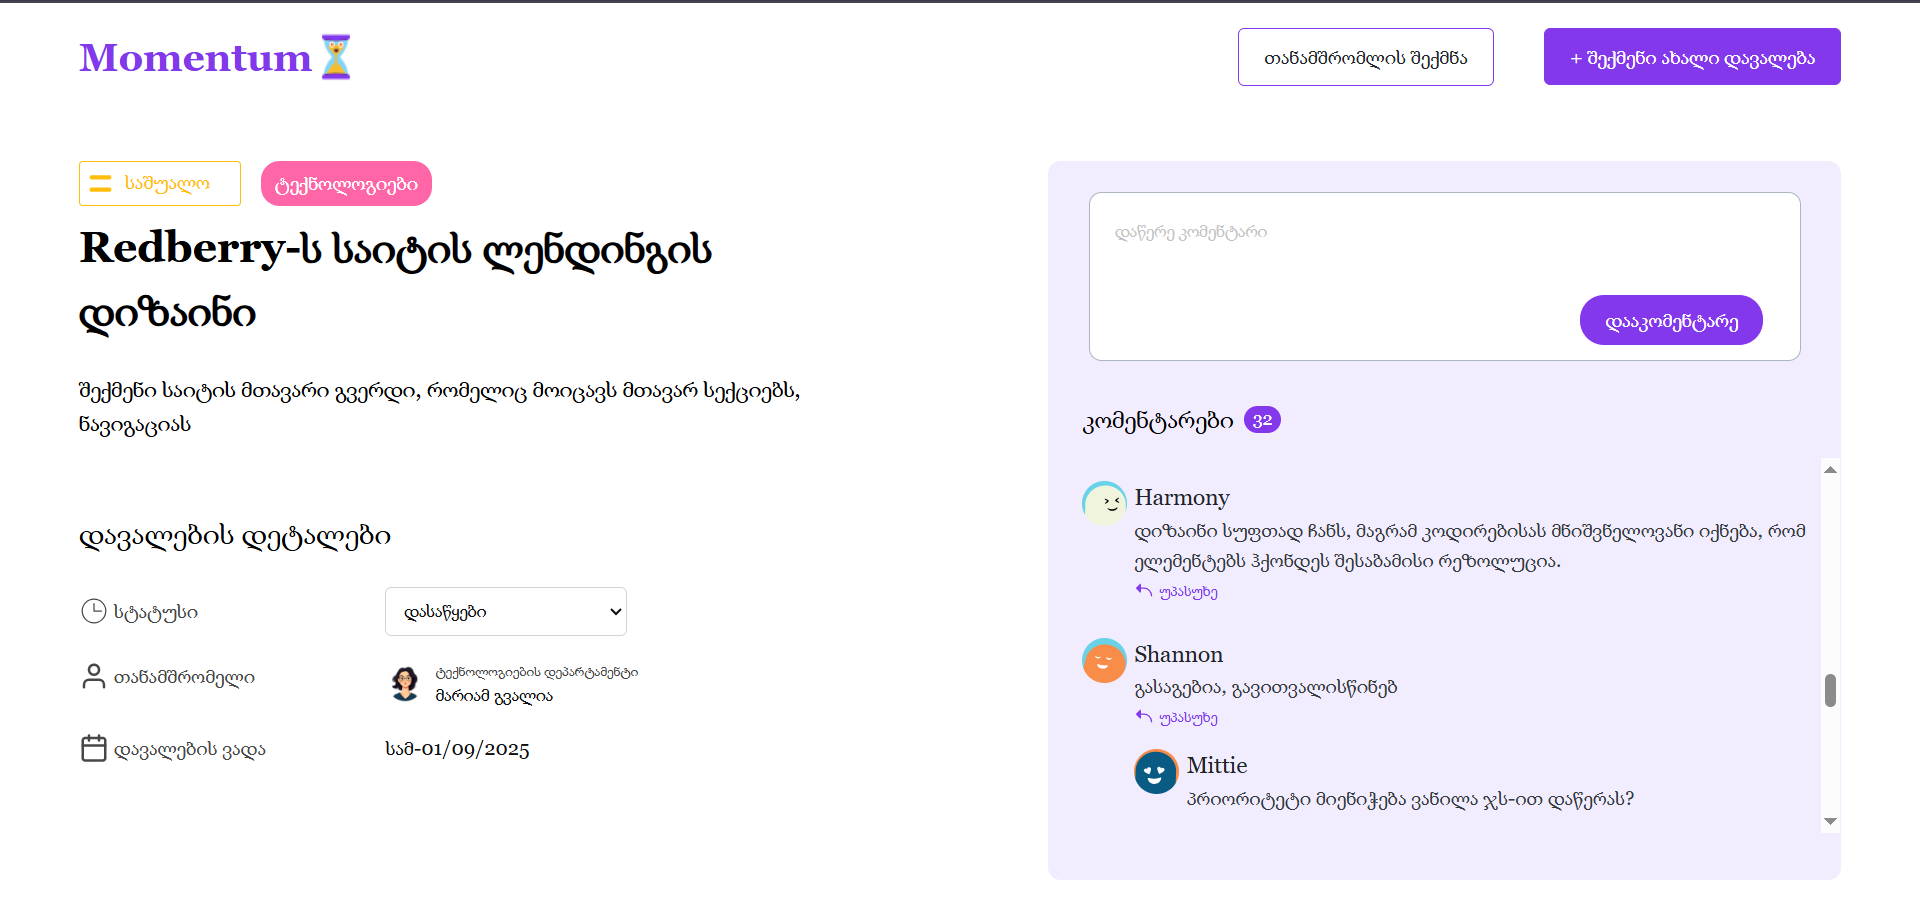 Momentum
თანამშრომლის შექმნა
+ შექმენი ახალი დავალება
საშუალო
ტექნოლოგიები
Redberry-ს საიტის ლენდინგის
დიზაინი
შექმენი საიტის მთავარი გვერდი, რომელიც მოიცავს მთავარ სექციებს,
ნავიგაციას
დავალების დეტალები
სტატუსი
დასაწყები
თანამშრომელი
ტექნოლოგიების დეპარტამენტი
მარიამ გვალია
დავალების ვადა
სამ-01/09/2025
დაწერე კომენტარი
დააკომენტარე
კომენტარები 32
Harmony
დიზაინი სუფთად ჩანს, მაგრამ კოდირებისას მნიშვნელოვანი იქნება, რომ
ელემენტებს ჰქონდეს შესაბამისი რეზოლუცია.
უპასუხე
Shannon
გასაგებია, გავითვალისწინებ
უპასუხე
Mittie
პრიორიტეტი მიენიჭება ვანილა ჯს-ით დაწერას?